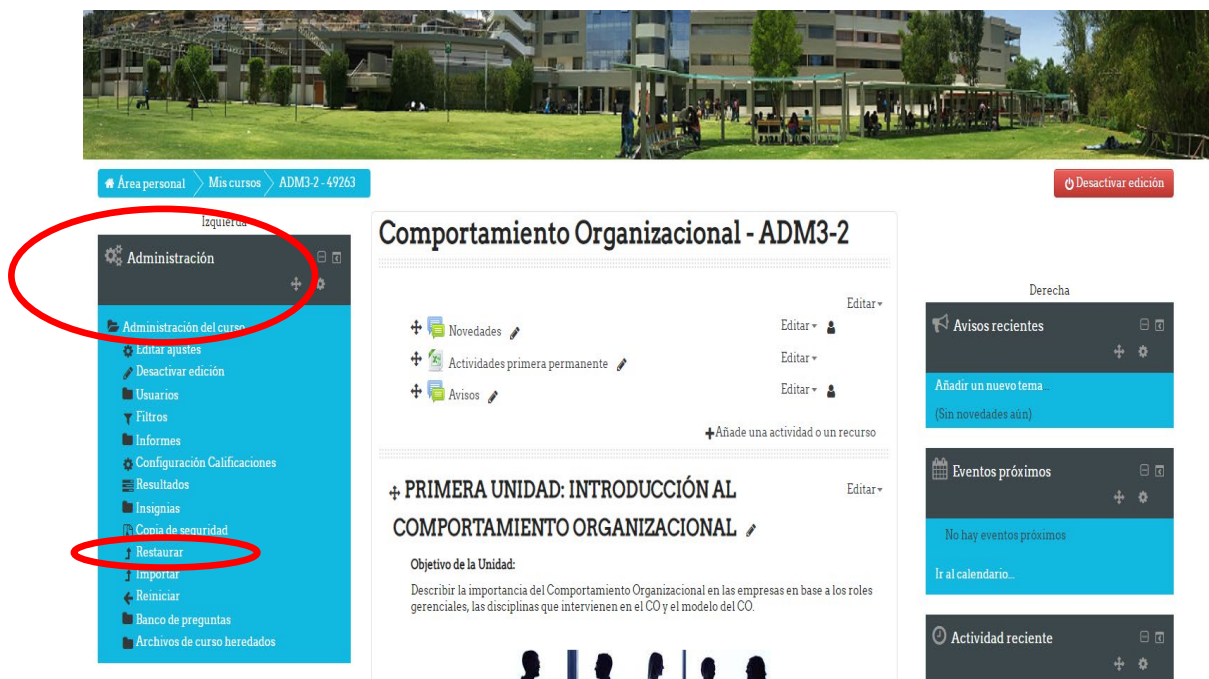 Área personal
Mis cursos
ADM3-2 - 49263
Desactivar edición
Izquierda
Administración
Administración del curso
Editar ajustes
Desactivar edición
Usuarios
Filtros
Informes
Configuración Calificaciones
Resultados
Insignias
Copia de seguridad
Restaurar
Importar
Reiniciar
Banco de preguntas
Archivos de curso heredados
Comportamiento Organizacional - ADM3-2
Editar
Novedades
Editar
Actividades primera permanente
Editar
Avisos
Editar
+Añade una actividad o un recurso
PRIMERA UNIDAD: INTRODUCCIÓN AL
Editar
COMPORTAMIENTO ORGANIZACIONAL
Objetivo de la Unidad:
Describir la importancia del Comportamiento Organizacional en las empresas en base a los roles
gerenciales, las disciplinas que intervienen en el CO y el modelo del CO.
Derecha
Avisos recientes
Añadir un nuevo tema...
(Sin novedades aún)
Eventos próximos
No hay eventos próximos
Ir al calendario...
Actividad reciente